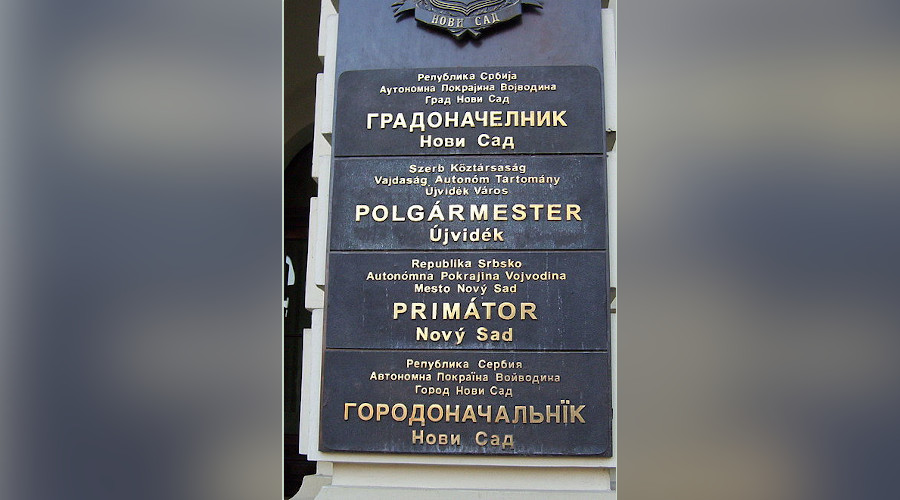 НОВИ САД
Република Србија
Аутономна Покрајина Војводина
Град Нови Сад
ГРАДОНАЧЕЛНИК
Нови Сад
Szerb Köztársaság
Vajdaság Autonóm Tartomány
Újvidék Város
POLGÁRMESTER
Újvidék
Republika Srbsko
Autonómna Pokrajina Vojvodina
Mesto Nový Sad
PRIMÁTOR
Nový Sad
Република Сербия
Автономна Покраїна Войводина
Город Нови Сад
ГОРОДОНАЧАЛЬНЇК
Нови Сад